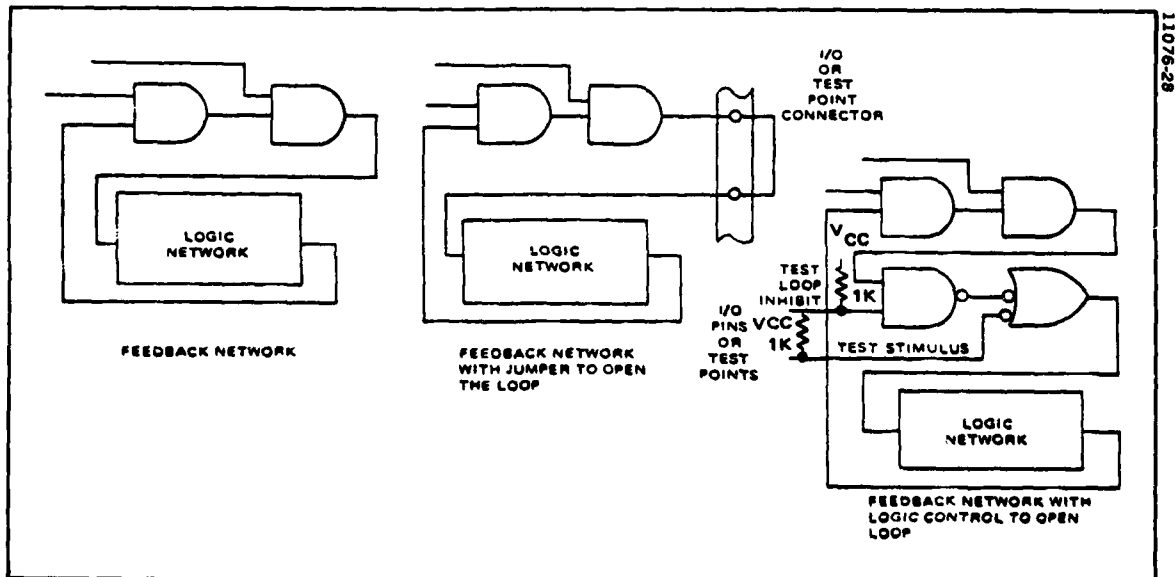 11076-28
I/O
OR
TEST
POINT
CONNECTOR
LOGIC
NETWORK
FEEDBACK NETWORK
LOGIC
NETWORK
FEEDBACK NETWORK
WITH JUMPER TO OPEN
THE LOOP
VCC
TEST
LOOP
INHIBIT
1K
I/O
PINS
OR
TEST
POINTS
VCC
1K
TEST STIMULUS
LOGIC
NETWORK
FEEDBACK NETWORK WITH
LOGIC CONTROL TO OPEN
LOOP